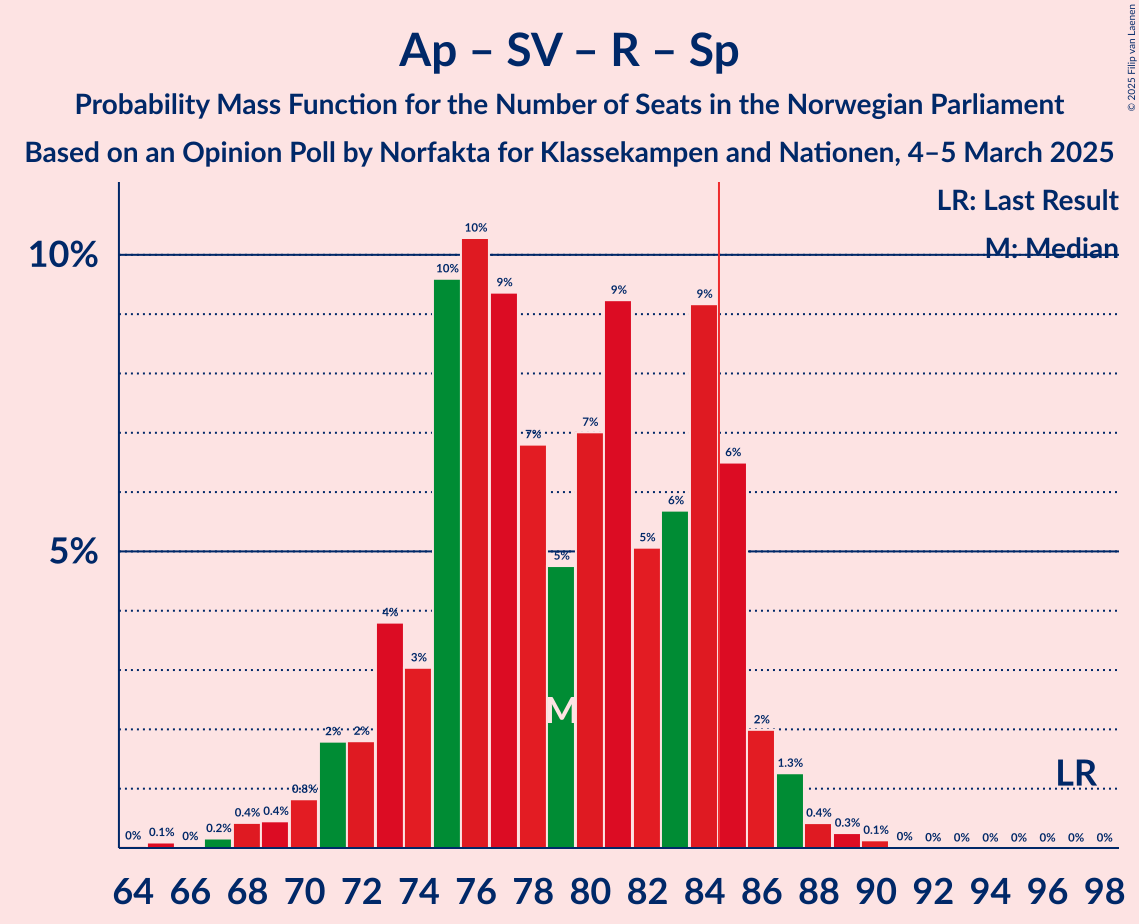 Ap – SV – R – Sp
Probability Mass Function for the Number of Seats in the Norwegian Parliament
Based on an Opinion Poll by Norfakta for Klassekampen and Nationen, 4–5 March 2025
© 2025 Filip van Laenen
LR: Last Result
M: Median
10%
5%
0% 0.1% 0% 0.2% 0.4% 0.4% 0.8% 2% 2% 4% 3% 10% 10% 9% 7% 5% 7% 9% 5% 6% 9% 6% 2% 1.3% 0.4% 0.3% 0.1% 0% 0% 0% 0% 0% 0% 0% 0%
M
LR
64 66 68 70 72 74 76 78 80 82 84 86 88 90 92 94 96 98